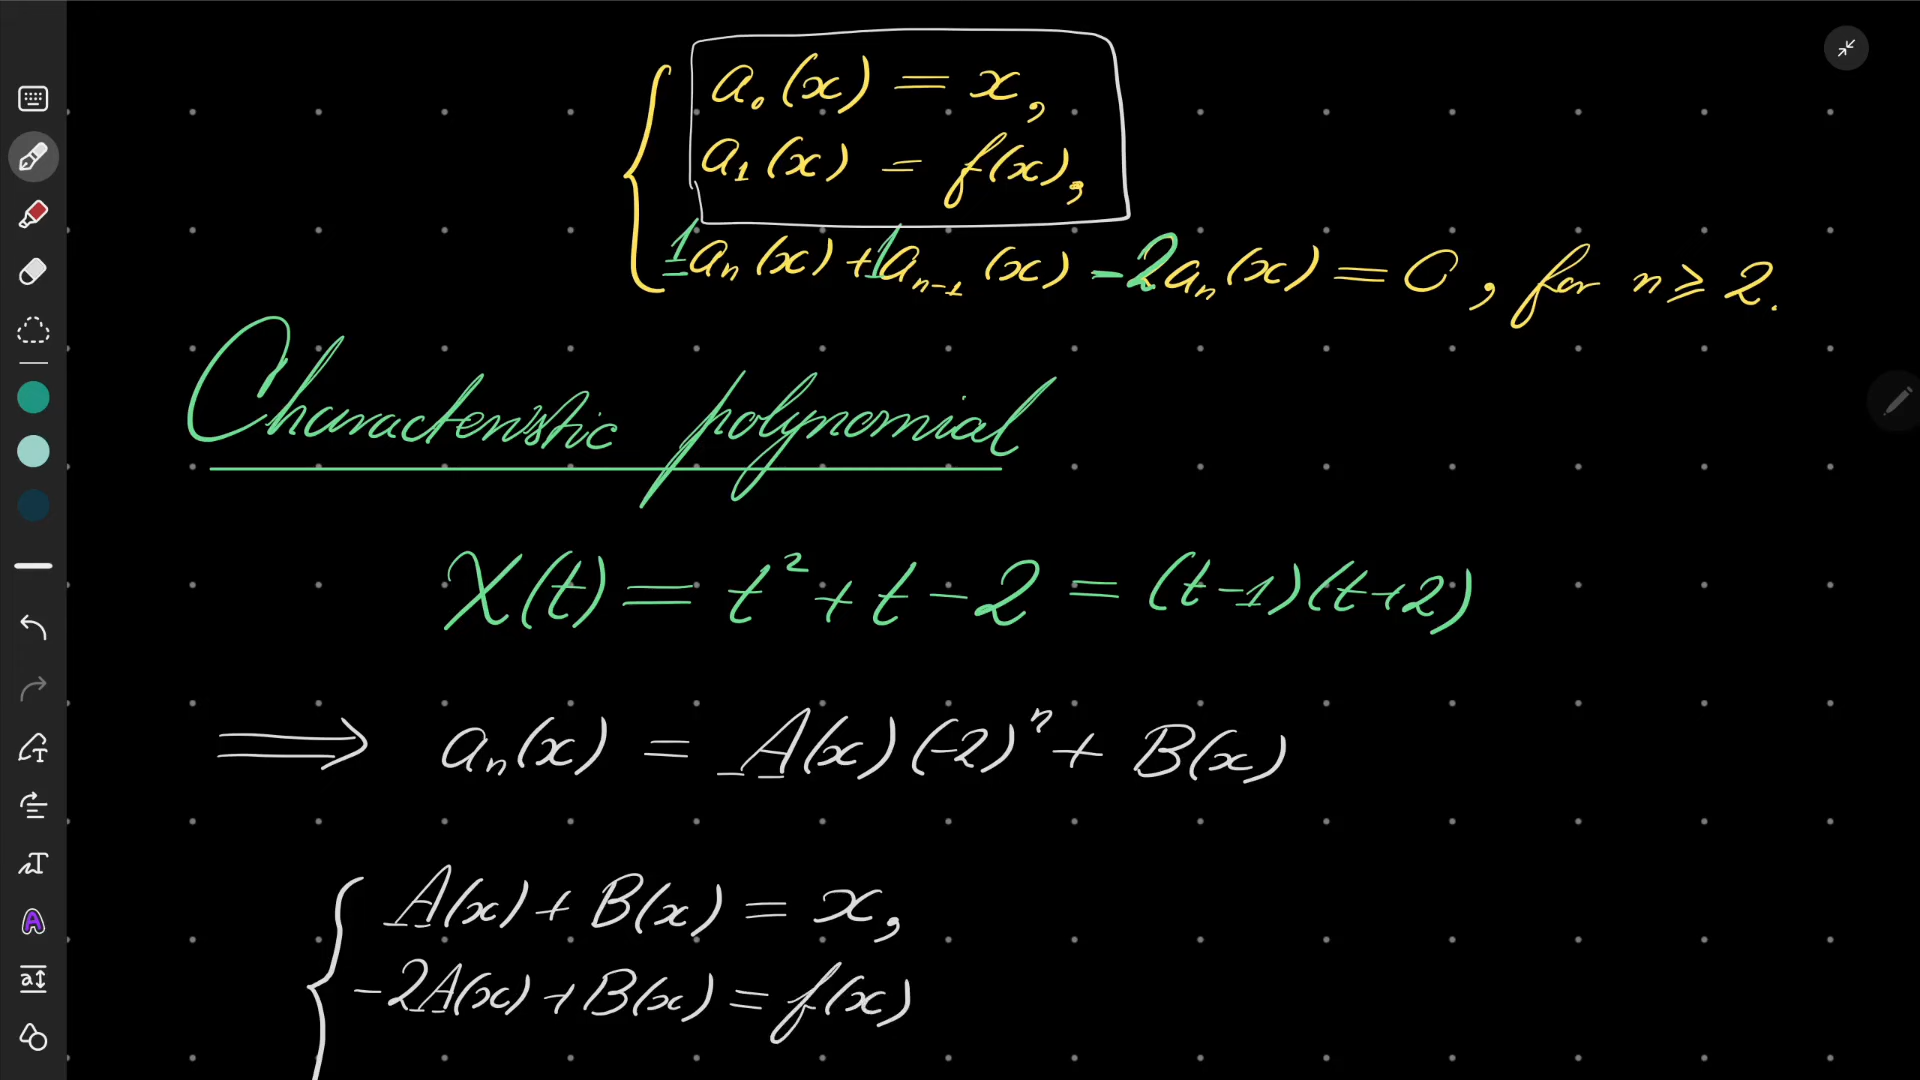 a₀(x) = x,
a₁(x) = f(x),
1aₙ(x) + 1aₙ₋₁(x) - 2aₙ(x) = 0, for n ≥ 2.
Characteristic polynomial
X(t) = t² + t - 2 = (t-1)(t+2)
⟹ aₙ(x) = A(x)(-2)ⁿ + B(x)
A(x) + B(x) = x,
-2A(x) + B(x) = f(x)